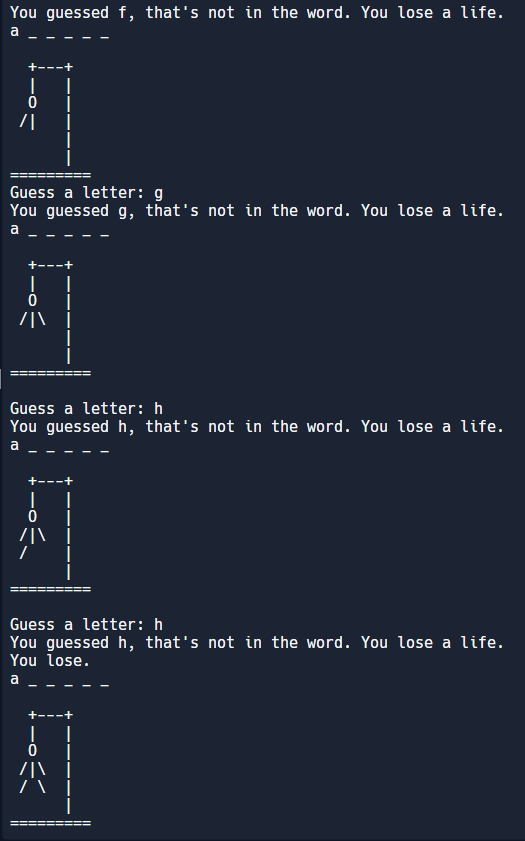 You guessed f, that's not in the word. You lose a life.
a _ _ _ _ _

  +---+
  |   |
  O   |
 /|   |
      |
      |
=========
Guess a letter: g
You guessed g, that's not in the word. You lose a life.
a _ _ _ _ _

  +---+
  |   |
  O   |
 /|\  |
      |
      |
=========

Guess a letter: h
You guessed h, that's not in the word. You lose a life.
a _ _ _ _ _

  +---+
  |   |
  O   |
 /|\  |
 /    |
      |
=========

Guess a letter: h
You guessed h, that's not in the word. You lose a life.
You lose.
a _ _ _ _ _

  +---+
  |   |
  O   |
 /|\  |
 / \  |
      |
=========